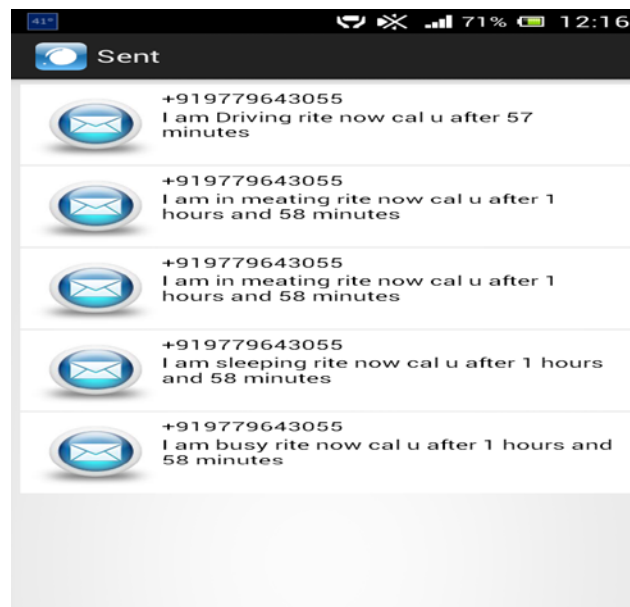 41°
71%
12:16
Sent
+919779643055
I am Driving rite now cal u after 57
minutes
+919779643055
I am in meating rite now cal u after 1
hours and 58 minutes
+919779643055
I am in meating rite now cal u after 1
hours and 58 minutes
+919779643055
I am sleeping rite now cal u after 1 hours
and 58 minutes
+919779643055
I am busy rite now cal u after 1 hours and
58 minutes